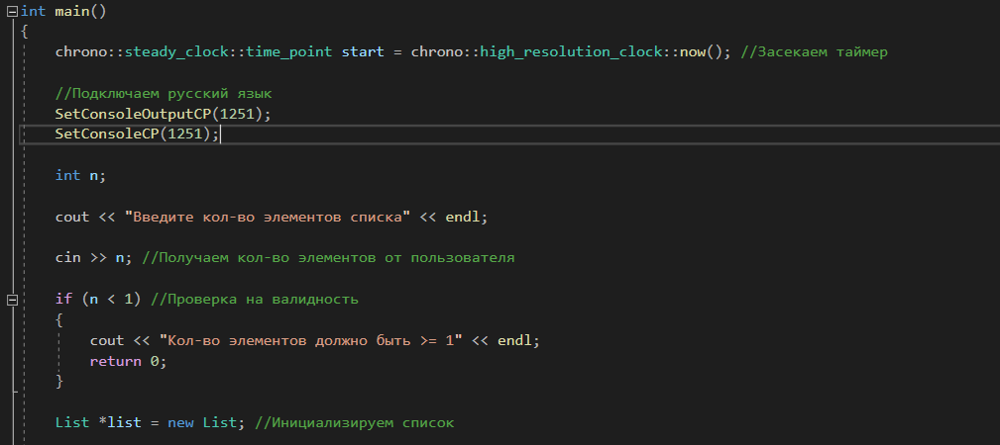 int main()
{
chrono::steady_clock::time_point start = chrono::high_resolution_clock::now(); //Засекаем таймер
//Подключаем русский язык
SetConsoleOutputCP(1251);
SetConsoleCP(1251);
int n;
cout << "Введите кол-во элементов списка" << endl;
cin >> n; //Получаем кол-во элементов от пользователя
if (n < 1) //Проверка на валидность
{
cout << "Кол-во элементов должно быть >= 1" << endl;
return 0;
}
List *list = new List; //Инициализируем список